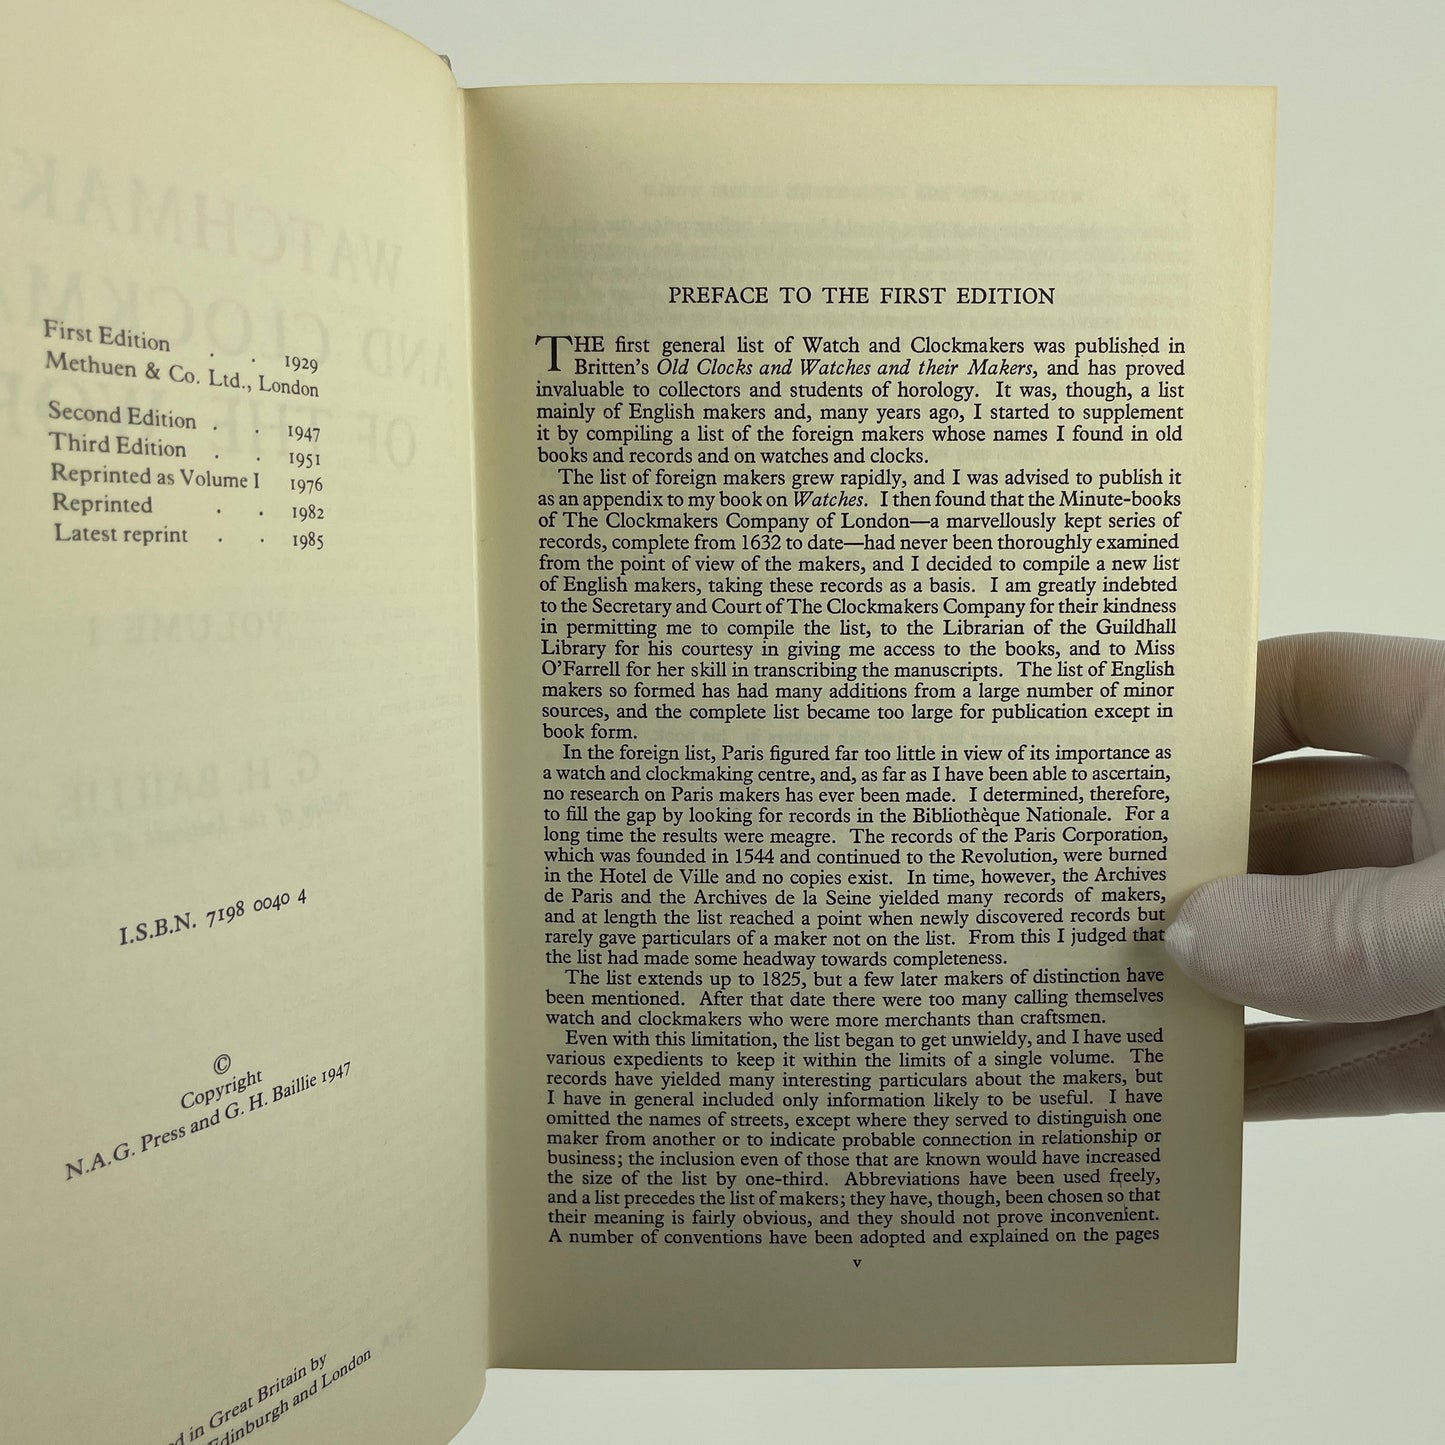 First Edition . . 1929
Methuen & Co. Ltd., London
Second Edition . . 1947
Third Edition . . 1951
Reprinted as Volume I 1976
Reprinted . . 1982
Latest reprint . . 1985
I.S.B.N. 7198 0040 4
©
Copyright
N.A.G. Press and G. H. Baillie 1947
in Great Britain by
Edinburgh and London
PREFACE TO THE FIRST EDITION
THE first general list of Watch and Clockmakers was published in
Britten's Old Clocks and Watches and their Makers, and has proved
invaluable to collectors and students of horology. It was, though, a list
mainly of English makers and, many years ago, I started to supplement
it by compiling a list of the foreign makers whose names I found in old
books and records and on watches and clocks.
The list of foreign makers grew rapidly, and I was advised to publish it
as an appendix to my book on Watches. I then found that the Minute-books
of The Clockmakers Company of London—a marvellously kept series of
records, complete from 1632 to date—had never been thoroughly examined
from the point of view of the makers, and I decided to compile a new list
of English makers, taking these records as a basis. I am greatly indebted
to the Secretary and Court of The Clockmakers Company for their kindness
in permitting me to compile the list, to the Librarian of the Guildhall
Library for his courtesy in giving me access to the books, and to Miss
O'Farrell for her skill in transcribing the manuscripts. The list of English
makers so formed has had many additions from a large number of minor
sources, and the complete list became too large for publication except in
book form.
In the foreign list, Paris figured far too little in view of its importance as
a watch and clockmaking centre, and, as far as I have been able to ascertain,
no research on Paris makers has ever been made. I determined, therefore,
to fill the gap by looking for records in the Bibliothèque Nationale. For a
long time the results were meagre. The records of the Paris Corporation,
which was founded in 1544 and continued to the Revolution, were burned
in the Hotel de Ville and no copies exist. In time, however, the Archives
de Paris and the Archives de la Seine yielded many records of makers,
and at length the list reached a point when newly discovered records but
rarely gave particulars of a maker not on the list. From this I judged that
the list had made some headway towards completeness.
The list extends up to 1825, but a few later makers of distinction have
been mentioned. After that date there were too many calling themselves
watch and clockmakers who were more merchants than craftsmen.
Even with this limitation, the list began to get unwieldy, and I have used
various expedients to keep it within the limits of a single volume. The
records have yielded many interesting particulars about the makers, but
I have in general included only information likely to be useful. I have
omitted the names of streets, except where they served to distinguish one
maker from another or to indicate probable connection in relationship or
business; the inclusion even of those that are known would have increased
the size of the list by one-third. Abbreviations have been used freely,
and a list precedes the list of makers; they have, though, been chosen so that
their meaning is fairly obvious, and they should not prove inconvenient.
A number of conventions have been adopted and explained on the pages
v